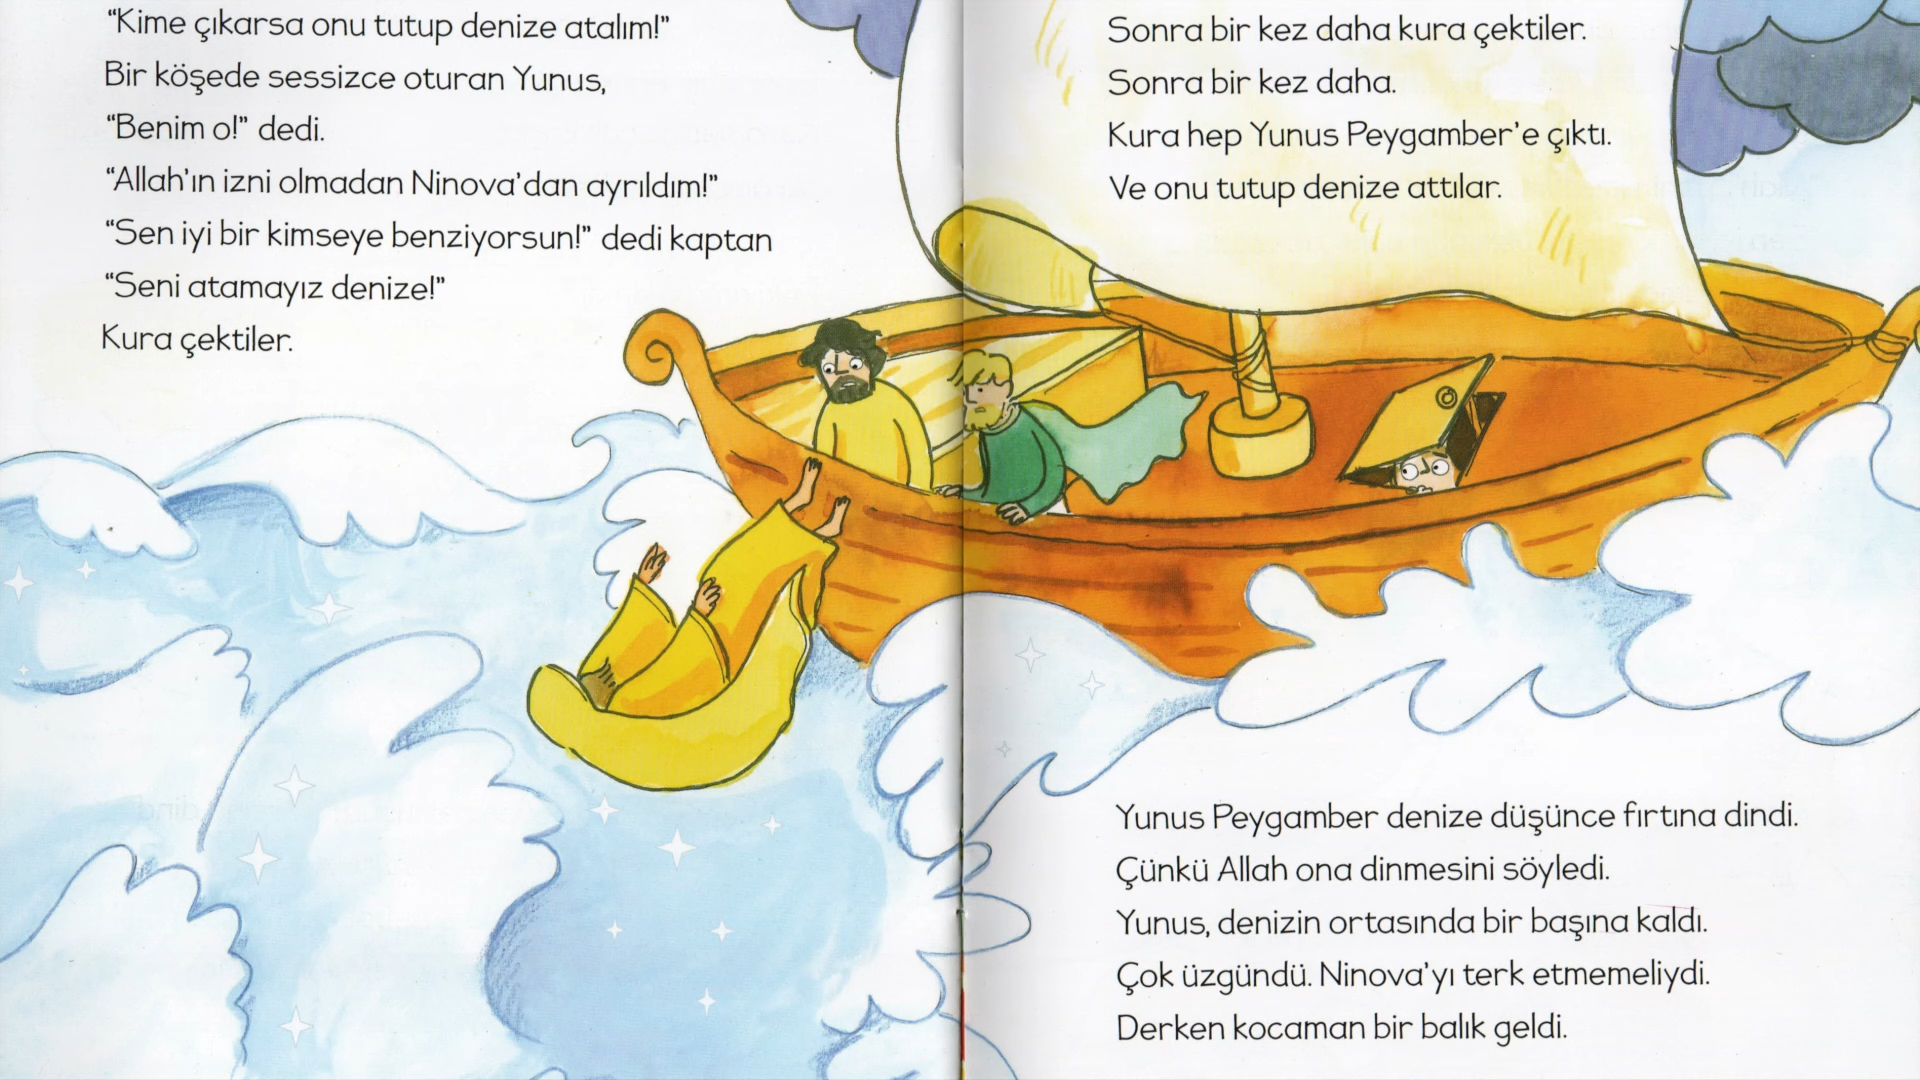 “Kime çıkarsa onu tutup denize atalım!”
Bir köşede sessizce oturan Yunus,
“Benim o!” dedi.
“Allah’ın izni olmadan Ninova’dan ayrıldım!”
“Sen iyi bir kimseye benziyorsun!” dedi kaptan
“Seni atamayız denize!”
Kura çektiler.
Sonra bir kez daha kura çektiler.
Sonra bir kez daha.
Kura hep Yunus Peygamber’e çıktı.
Ve onu tutup denize attılar.
Yunus Peygamber denize düşünce fırtına dindi.
Çünkü Allah ona dinmesini söyledi.
Yunus, denizin ortasında bir başına kaldı.
Çok üzgündü. Ninova’yı terk etmemeliydi.
Derken kocaman bir balık geldi.